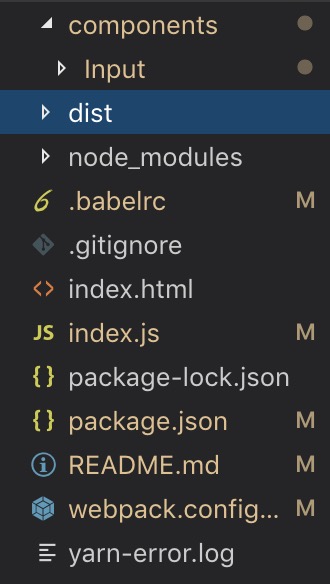 components
Input
dist
node_modules
.babelrc M
.gitignore
index.html
JS index.js M
package-lock.json
package.json M
README.md M
webpack.config... M
yarn-error.log